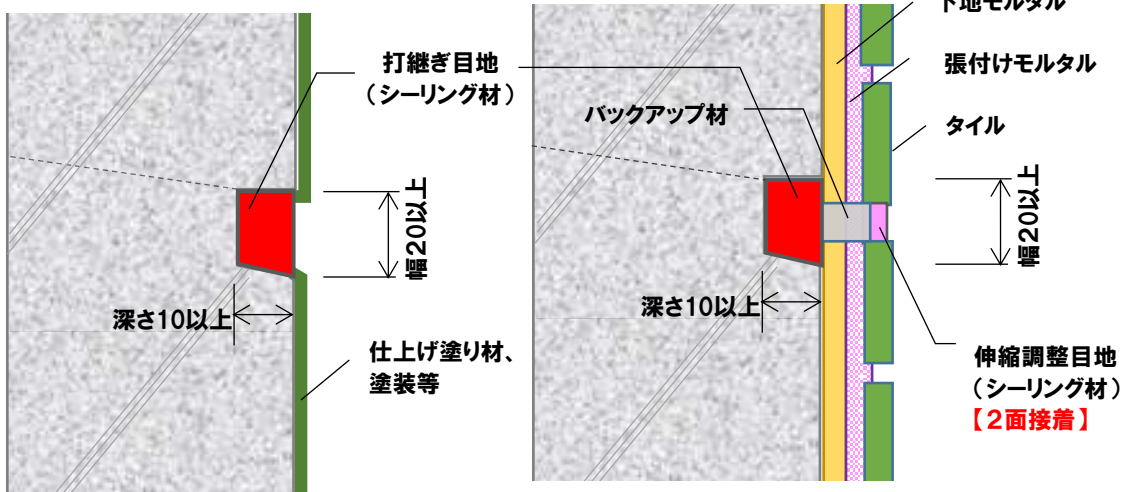 下地モルタル
打継ぎ目地
（シーリング材）
張付けモルタル
バックアップ材
タイル
幅20以上
幅20以上
深さ10以上
深さ10以上
仕上げ塗り材、
塗装等
伸縮調整目地
（シーリング材）
【２面接着】